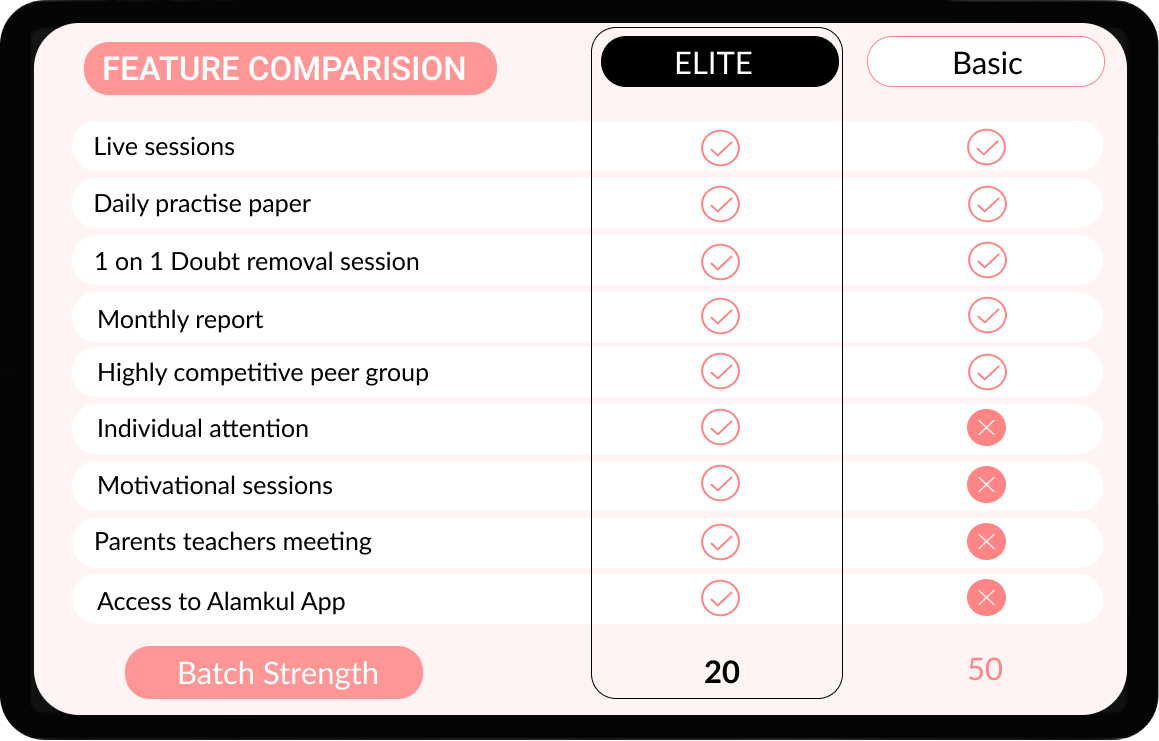 FEATURE COMPARISION ELITE Basic
Live sessions
Daily practise paper
1 on 1 Doubt removal session
Monthly report
Highly competitive peer group
Individual attention
Motivational sessions
Parents teachers meeting
Access to Alamkul App
Batch Strength 20 50